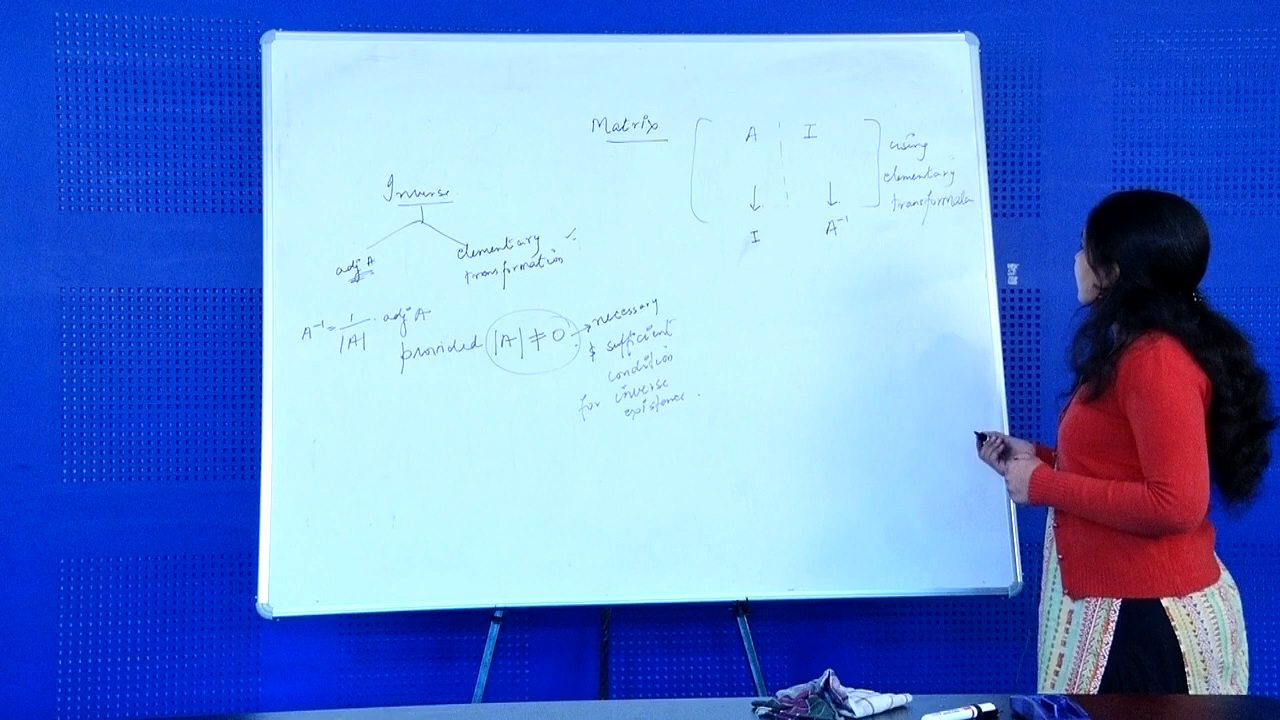 Matrix
A | I
using
elementary
↓ ↓
I A⁻¹
Inverse
adj A
elementary ✓
transformation
A⁻¹ = 1/|A| . adj A
provided |A| ≠ 0 → necessary
& sufficient
condition
for inverse
existence.